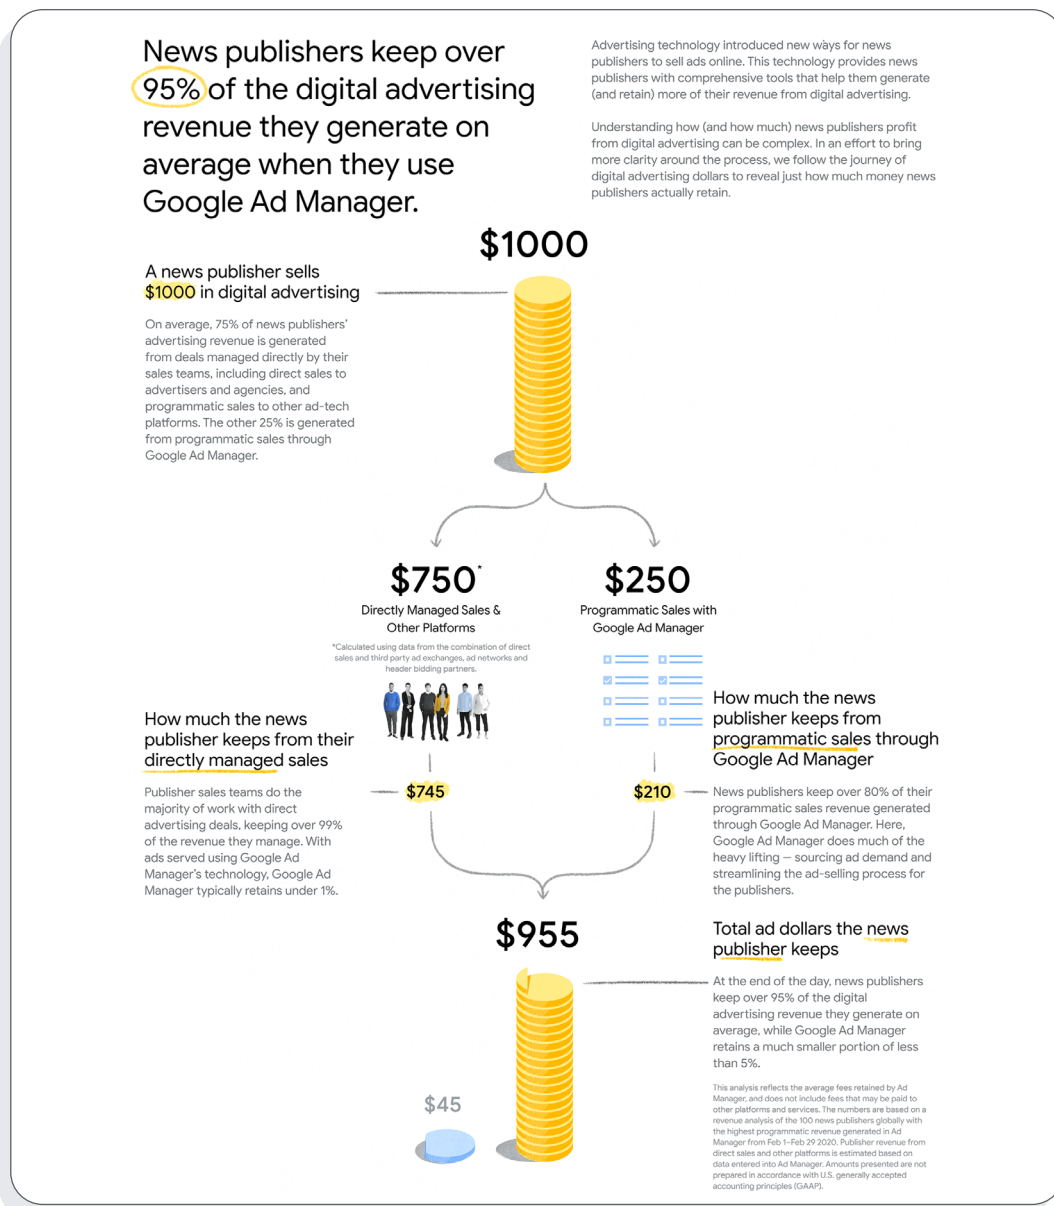 News publishers keep over
95% of the digital advertising
revenue they generate on
average when they use
Google Ad Manager.
Advertising technology introduced new ways for news
publishers to sell ads online. This technology provides news
publishers with comprehensive tools that help them generate
(and retain) more of their revenue from digital advertising.
Understanding how (and how much) news publishers profit
from digital advertising can be complex. In an effort to bring
more clarity around the process, we follow the journey of
digital advertising dollars to reveal just how much money news
publishers actually retain.
$1000
A news publisher sells
$1000 in digital advertising
On average, 75% of news publishers'
advertising revenue is generated
from deals managed directly by their
sales teams, including direct sales to
advertisers and agencies, and
programmatic sales to other ad-tech
platforms. The other 25% is generated
from programmatic sales through
Google Ad Manager.
$750*
Directly Managed Sales &
Other Platforms
*Calculated using data from the combination of direct
sales and third party ad exchanges, ad networks and
header bidding partners.
$250
Programmatic Sales with
Google Ad Manager
How much the news
publisher keeps from their
directly managed sales
Publisher sales teams do the
majority of work with direct
advertising deals, keeping over 99%
of the revenue they manage. With
ads served using Google Ad
Manager's technology, Google Ad
Manager typically retains under 1%.
$745
$210
How much the news
publisher keeps from
programmatic sales through
Google Ad Manager
News publishers keep over 80% of their
programmatic sales revenue generated
through Google Ad Manager. Here,
Google Ad Manager does much of the
heavy lifting — sourcing ad demand and
streamlining the ad-selling process for
the publishers.
$955
Total ad dollars the news
publisher keeps
At the end of the day, news publishers
keep over 95% of the digital
advertising revenue they generate on
average, while Google Ad Manager
retains a much smaller portion of less
than 5%.
$45
This analysis reflects the average fees retained by Ad
Manager, and does not include fees that may be paid to
other platforms and services. The numbers are based on a
revenue analysis of the 100 news publishers globally with
the highest programmatic revenue generated in Ad
Manager from Feb 1–Feb 29 2020. Publisher revenue from
direct sales and other platforms is estimated based on
data entered into Ad Manager. Amounts presented are not
prepared in accordance with U.S. generally accepted
accounting principles (GAAP).